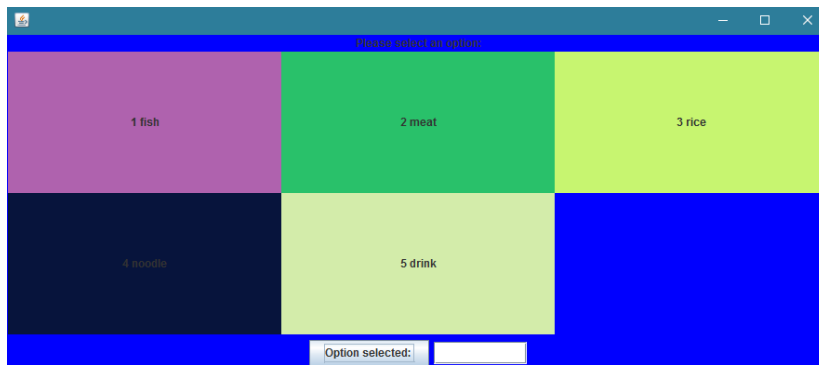 Please select an option:
1 fish
2 meat
3 rice
4 noodle
5 drink
Option selected: